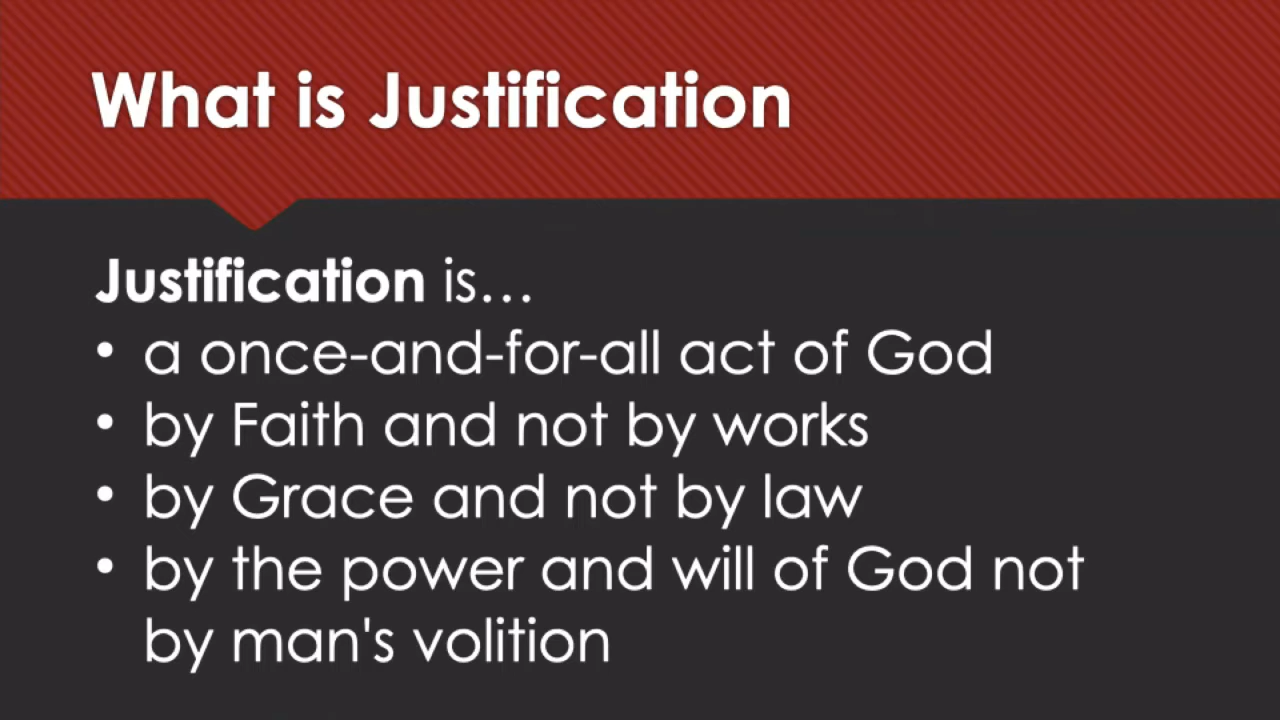 What is Justification
Justification is...
• a once-and-for-all act of God
• by Faith and not by works
• by Grace and not by law
• by the power and will of God not
by man's volition